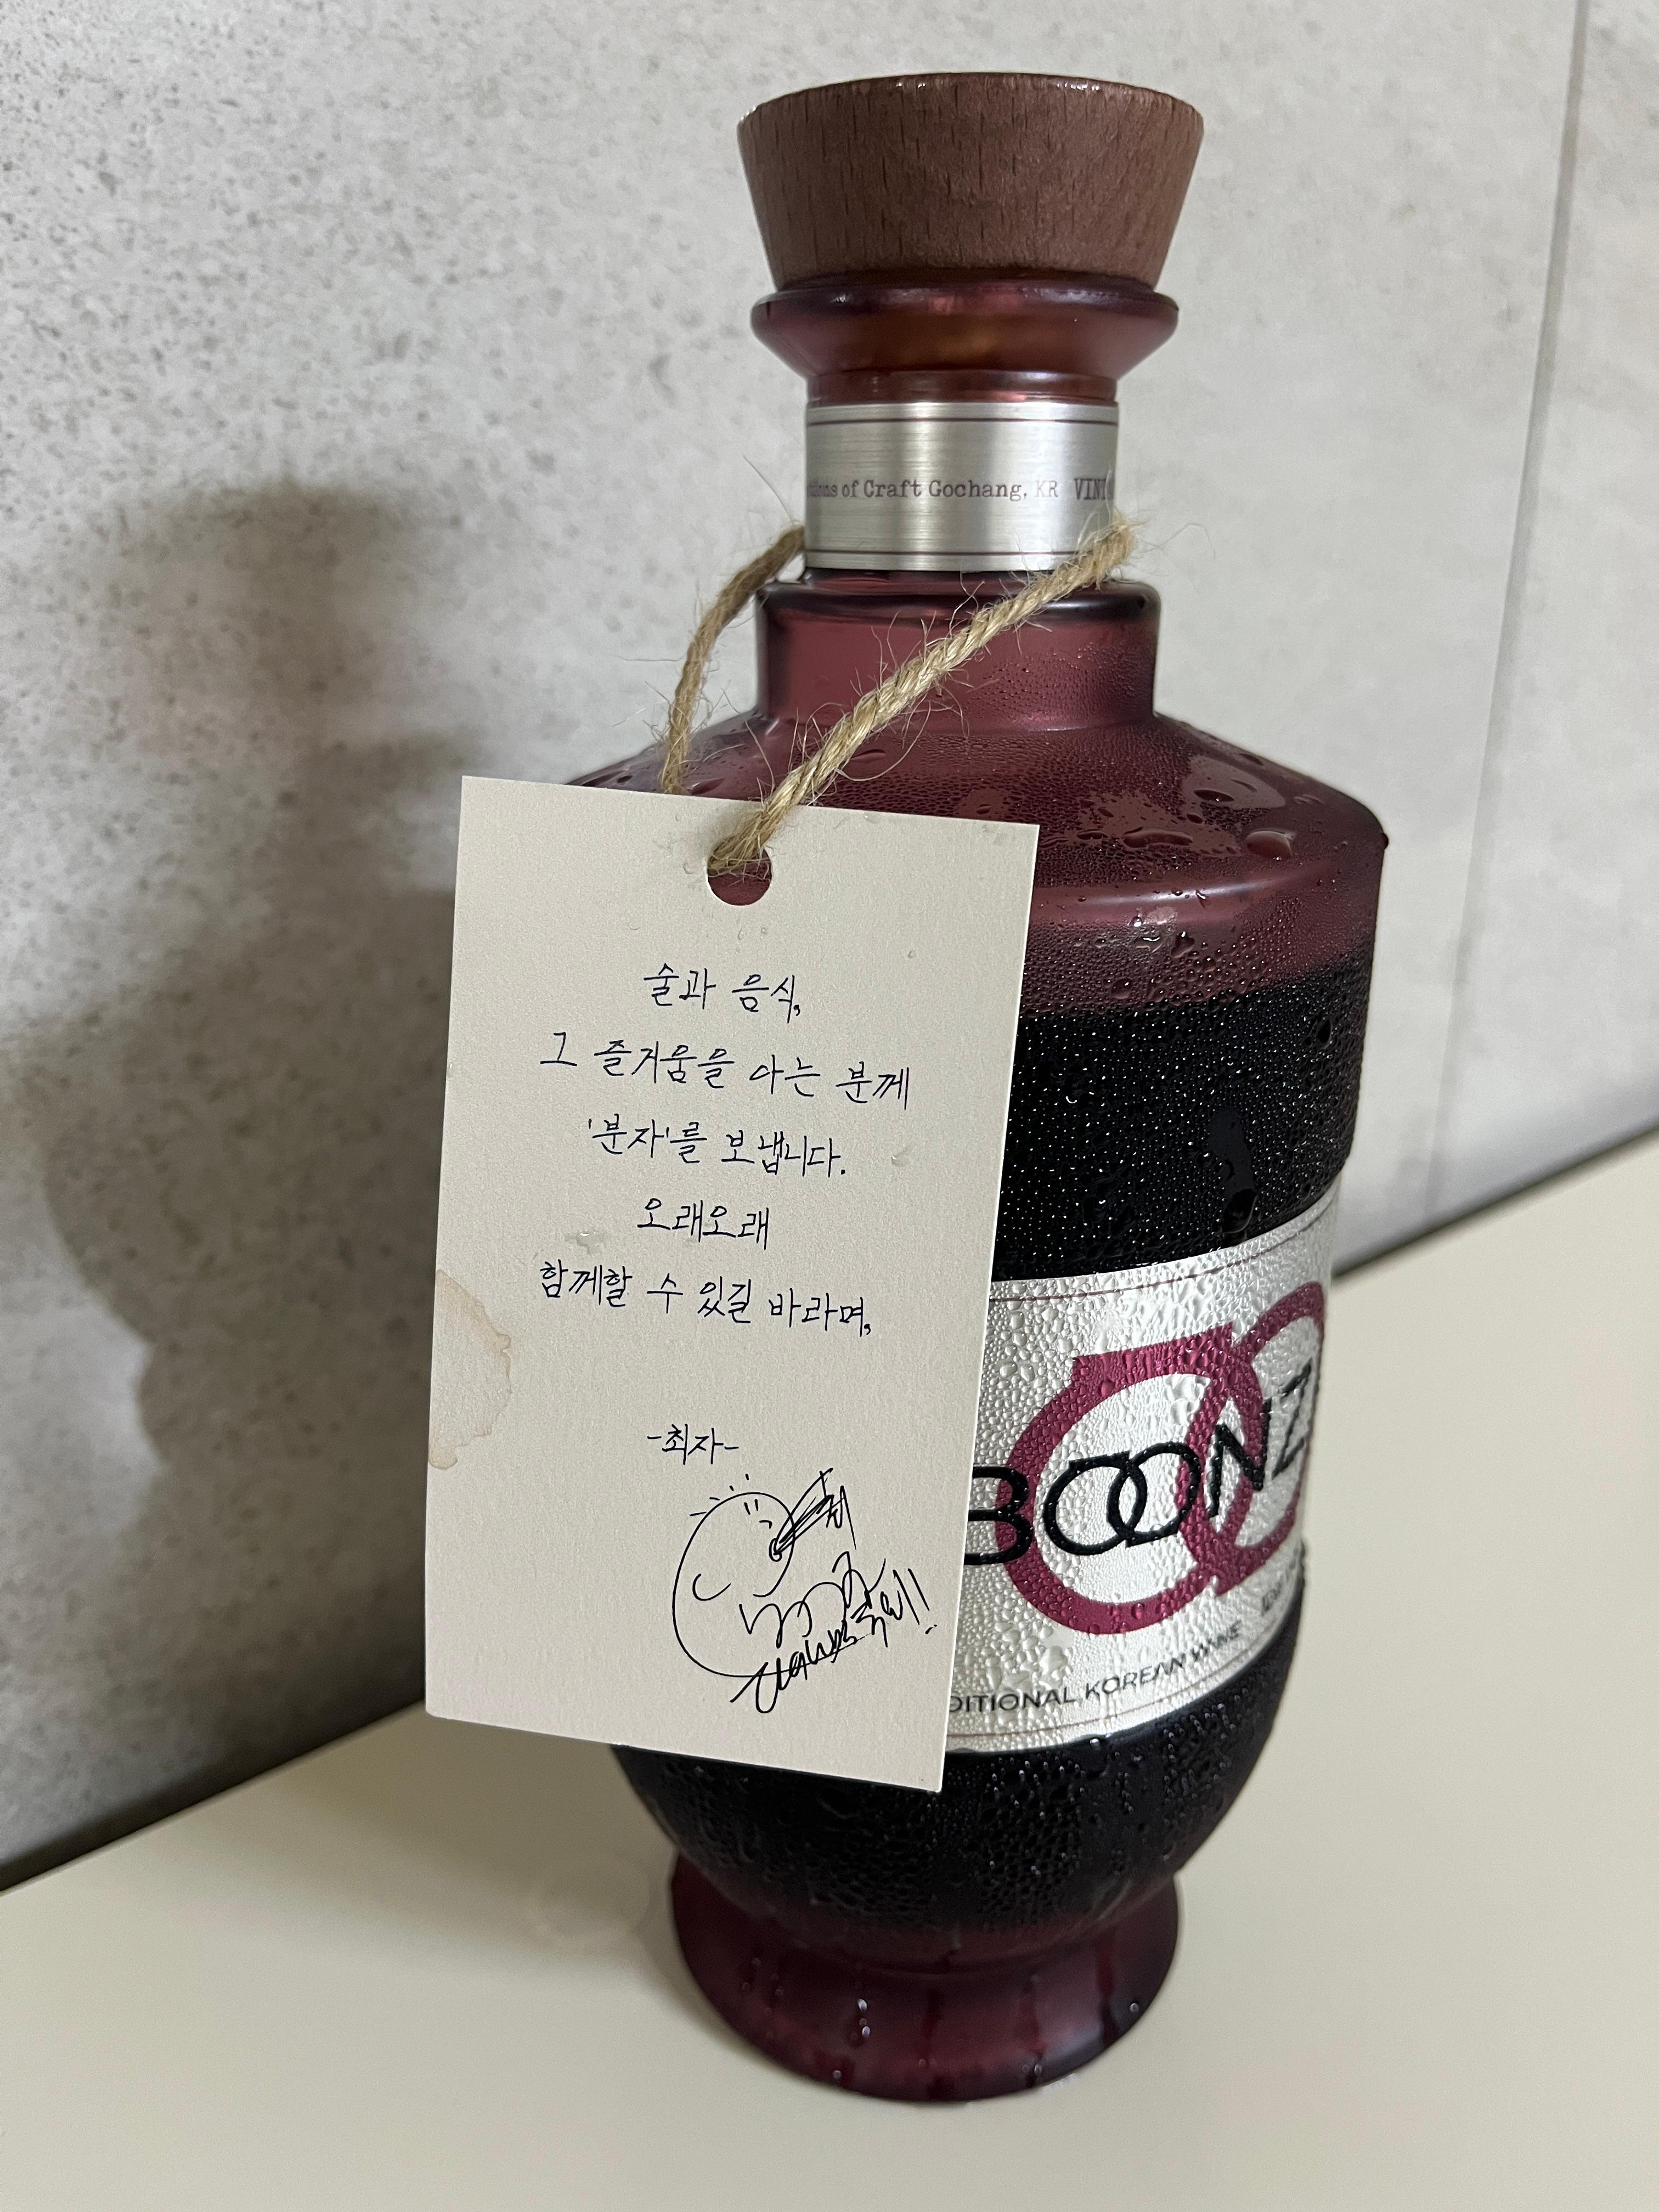 of Craft Gochang, KR
술과 음식,
그 즐거움을 아는 분께
'분자'를 보냅니다.
오래오래
함께할 수 있길 바라며,
-최자-
BOONZ
KOREAN WINE